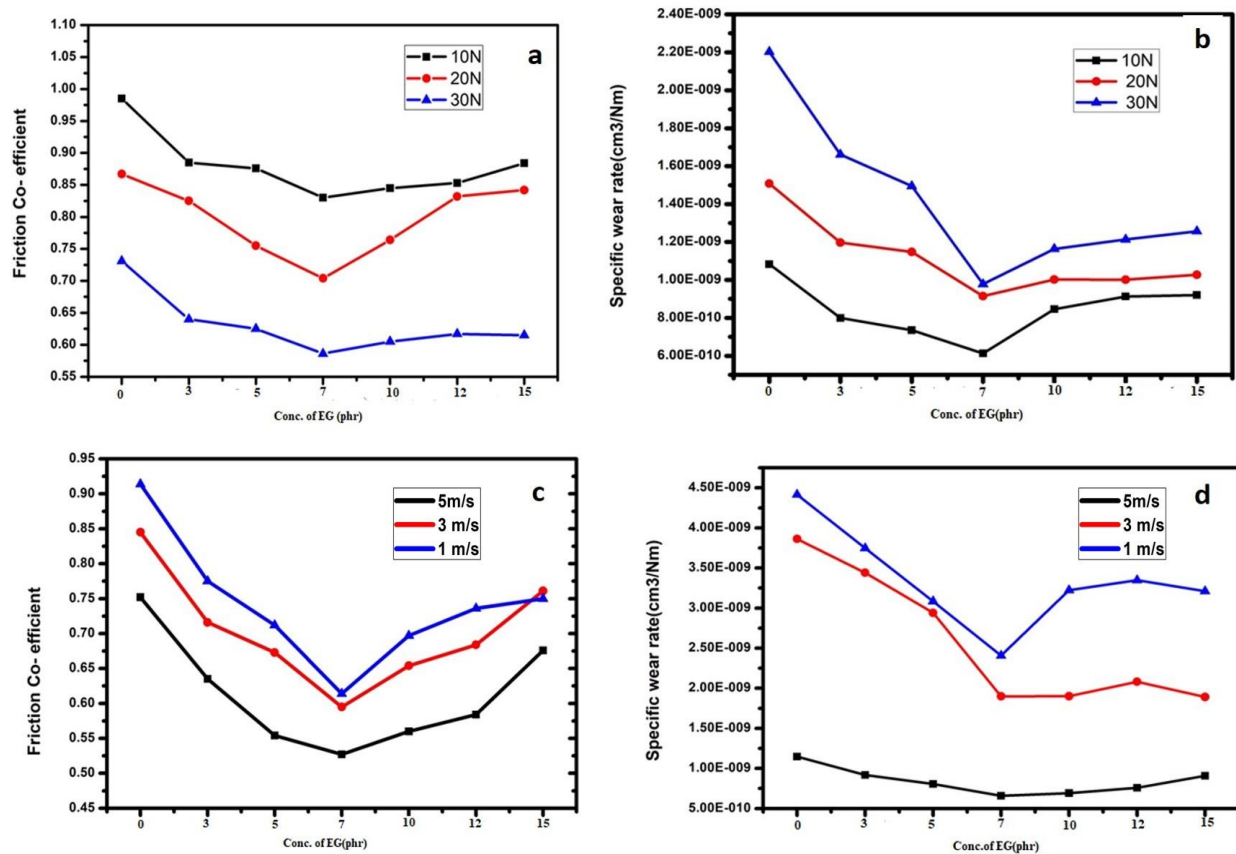 a
1.10
1.05
1.00
0.95
0.90
0.85
0.80
0.75
0.70
0.65
0.60
0.55
Friction Co- efficient
10N
20N
30N
0 3 5 7 10 12 15
Conc. of EG (phr)
b
2.40E-009
2.20E-009
2.00E-009
1.80E-009
1.60E-009
1.40E-009
1.20E-009
1.00E-009
8.00E-010
6.00E-010
Specific wear rate(cm3/Nm)
10N
20N
30N
0 3 5 7 10 12 15
Conc. of EG(phr)
c
0.95
0.90
0.85
0.80
0.75
0.70
0.65
0.60
0.55
0.50
0.45
Friction Co- efficient
5m/s
3 m/s
1 m/s
0 3 5 7 10 12 15
Conc. of EG(phr)
d
4.50E-009
4.00E-009
3.50E-009
3.00E-009
2.50E-009
2.00E-009
1.50E-009
1.00E-009
5.00E-010
Specific wear rate(cm3/Nm)
5m/s
3 m/s
1 m/s
0 3 5 7 10 12 15
Conc.of EG(phr)